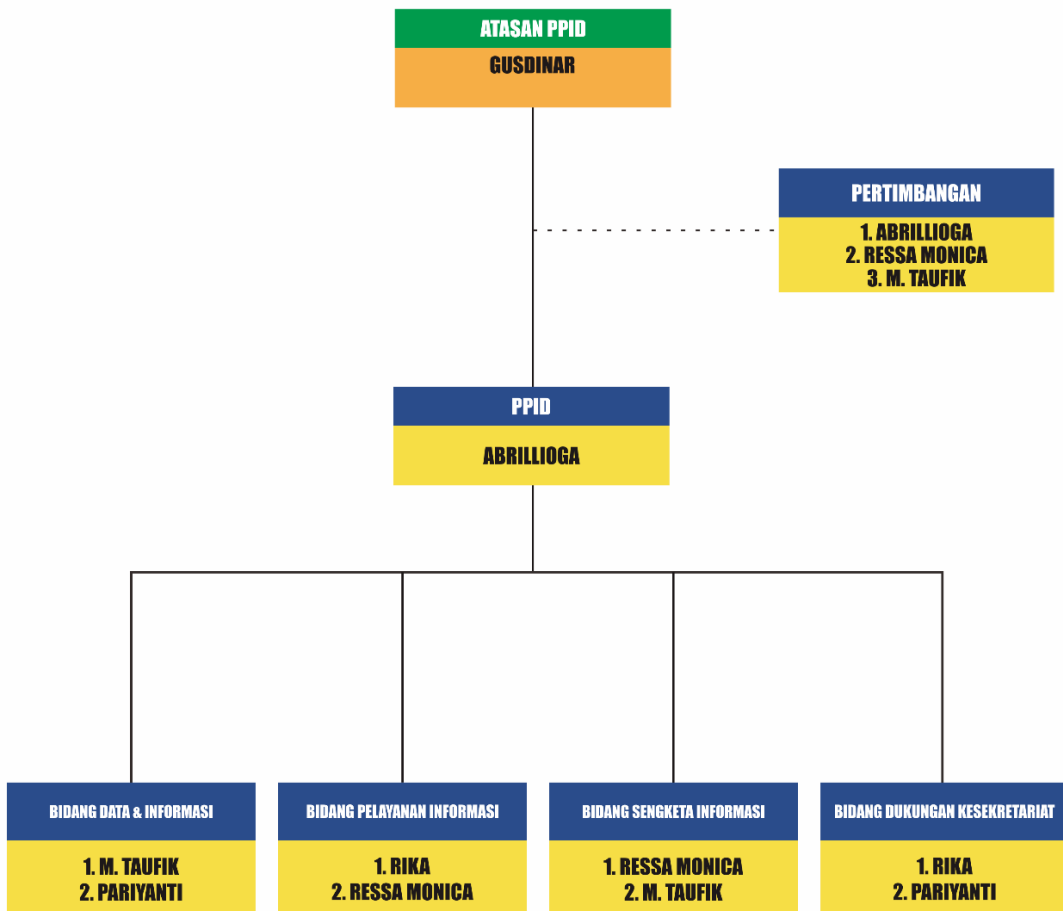 ATASAN PPID
GUSDINAR
PERTIMBANGAN
1. ABRILLIOGA
2. RESSA MONICA
3. M. TAUFIK
PPID
ABRILLIOGA
BIDANG DATA & INFORMASI
1. M. TAUFIK
2. PARIYANTI
BIDANG PELAYANAN INFORMASI
1. RIKA
2. RESSA MONICA
BIDANG SENGKETA INFORMASI
1. RESSA MONICA
2. M. TAUFIK
BIDANG DUKUNGAN KESEKRETARIAT
1. RIKA
2. PARIYANTI